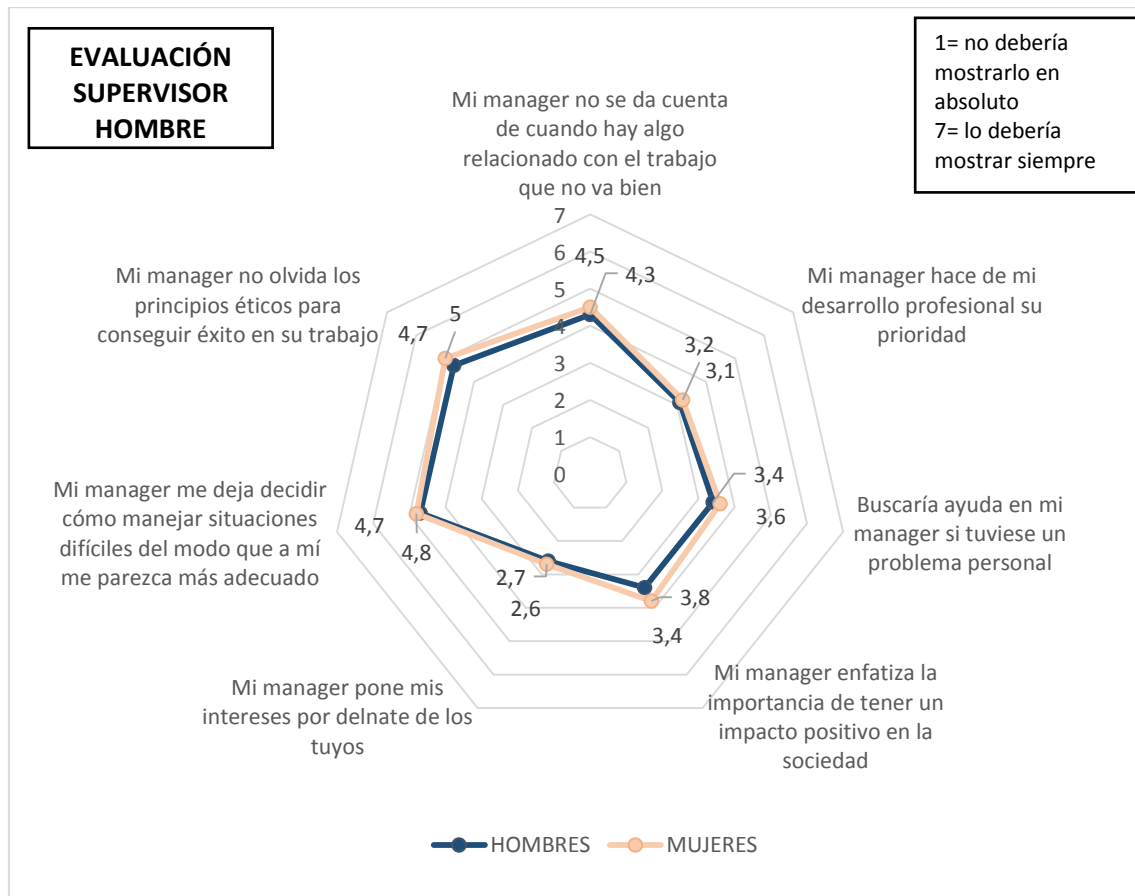 EVALUACIÓN
SUPERVISOR
HOMBRE
1= no debería
mostrarlo en
absoluto
7= lo debería
mostrar siempre
Mi manager no se da cuenta
de cuando hay algo
relacionado con el trabajo
que no va bien
Mi manager hace de mi
desarrollo profesional su
prioridad
Buscaría ayuda en mi
manager si tuviese un
problema personal
Mi manager enfatiza la
importancia de tener un
impacto positivo en la
sociedad
Mi manager pone mis
intereses por delnate de los
tuyos
Mi manager me deja decidir
cómo manejar situaciones
difíciles del modo que a mí
me parezca más adecuado
Mi manager no olvida los
principios éticos para
conseguir éxito en su trabajo
7
6
5
4
3
2
1
0
4,5
4,3
3,2
3,1
3,4
3,6
3,8
3,4
2,7
2,6
4,7
4,8
4,7
5
HOMBRES
MUJERES